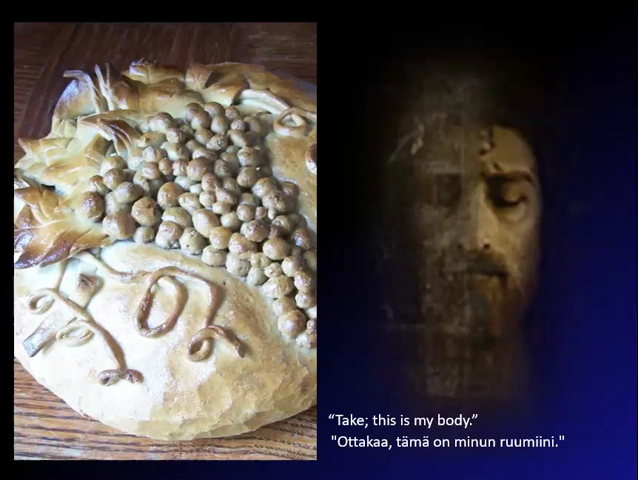 “Take; this is my body.”
"Ottakaa, tämä on minun ruumiini."